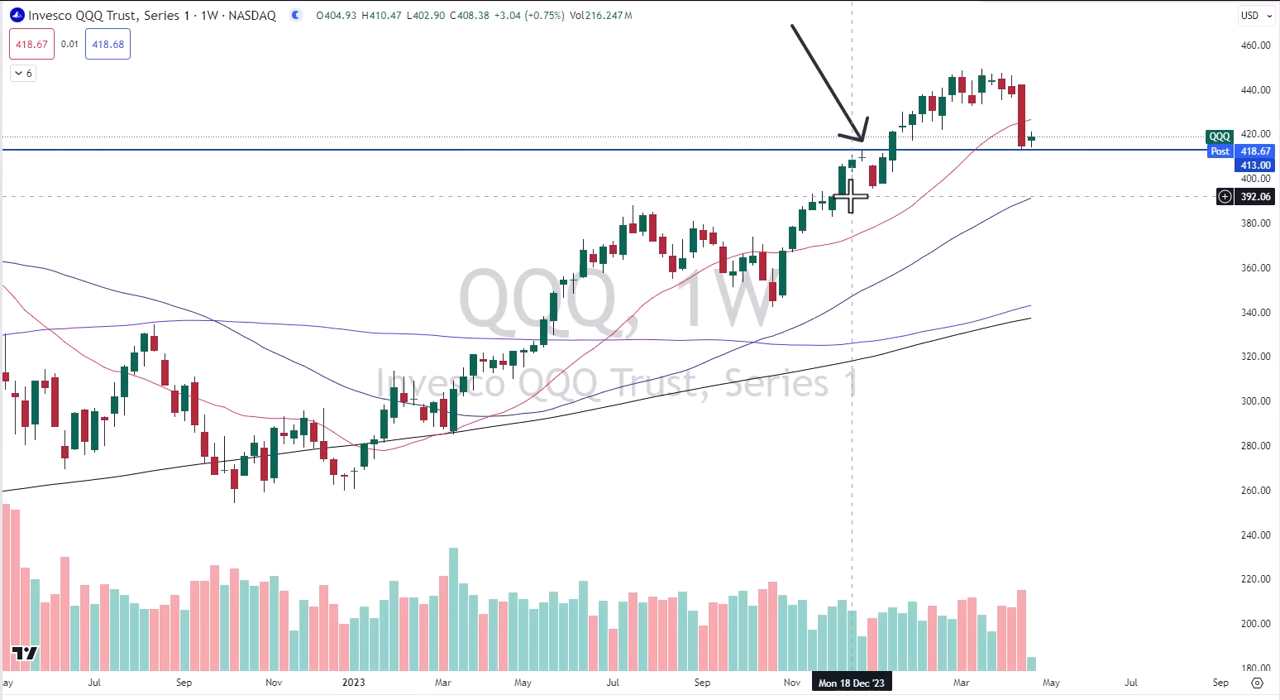 Invesco QQQ Trust, Series 1 · 1W · NASDAQ O404.93 H410.47 L402.90 C408.38 +3.04 (+0.75%) Vol216.247M USD
418.67 0.01 418.68
6
460.00
440.00
420.00
QQQ
Post 418.67
413.00
400.00
392.06
380.00
360.00
QQQ, 1W
340.00
320.00
Invesco QQQ Trust, Series 1
300.00
280.00
260.00
240.00
220.00
200.00
180.00
ay Jul Sep Nov 2023 Mar May Jul Sep Nov Mon 18 Dec '23 Mar May Jul Sep